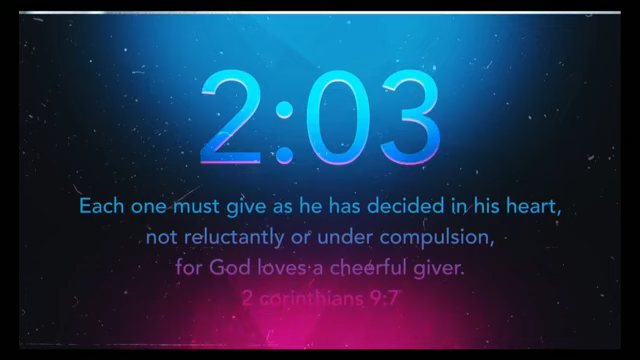 2:03
Each one must give as he has decided in his heart,
not reluctantly or under compulsion,
for God loves a cheerful giver.
2 corinthians 9:7